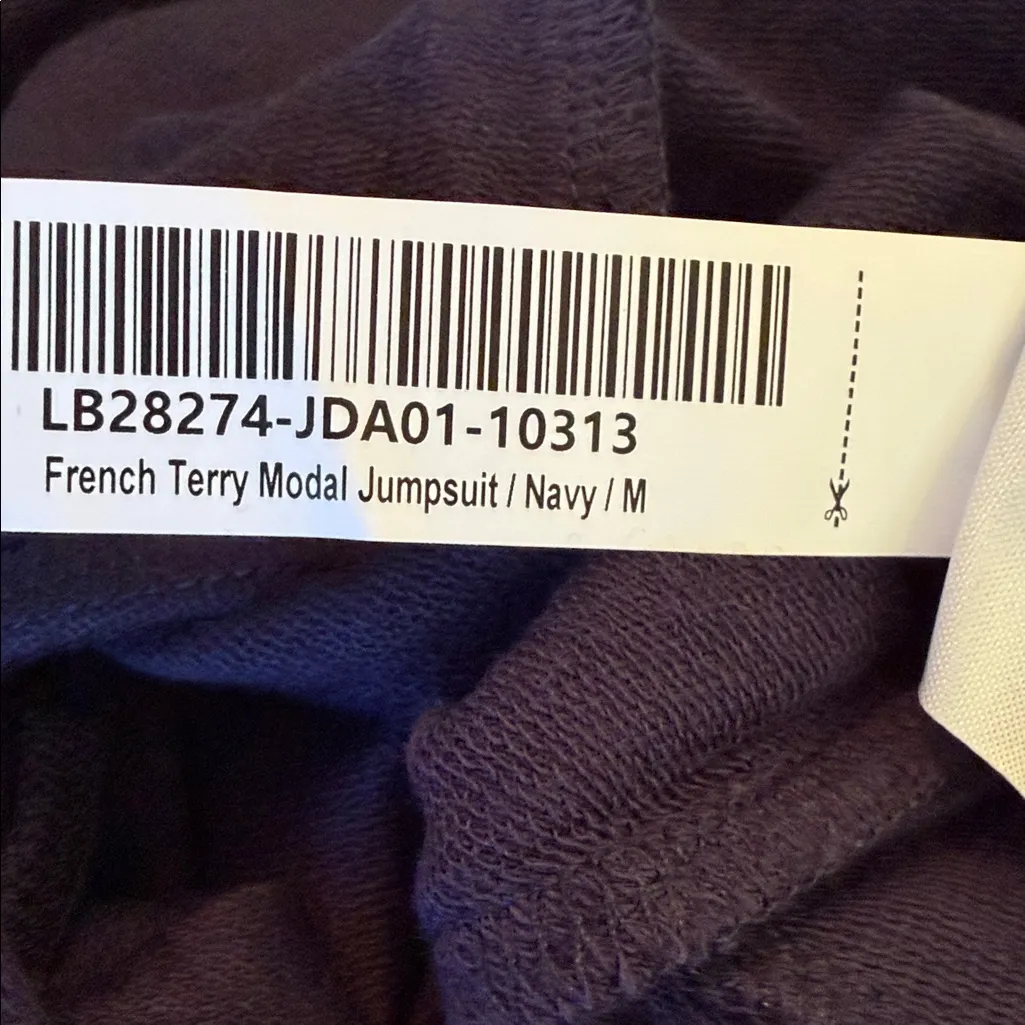 LB28274-JDA01-10313
French Terry Modal Jumpsuit / Navy / M